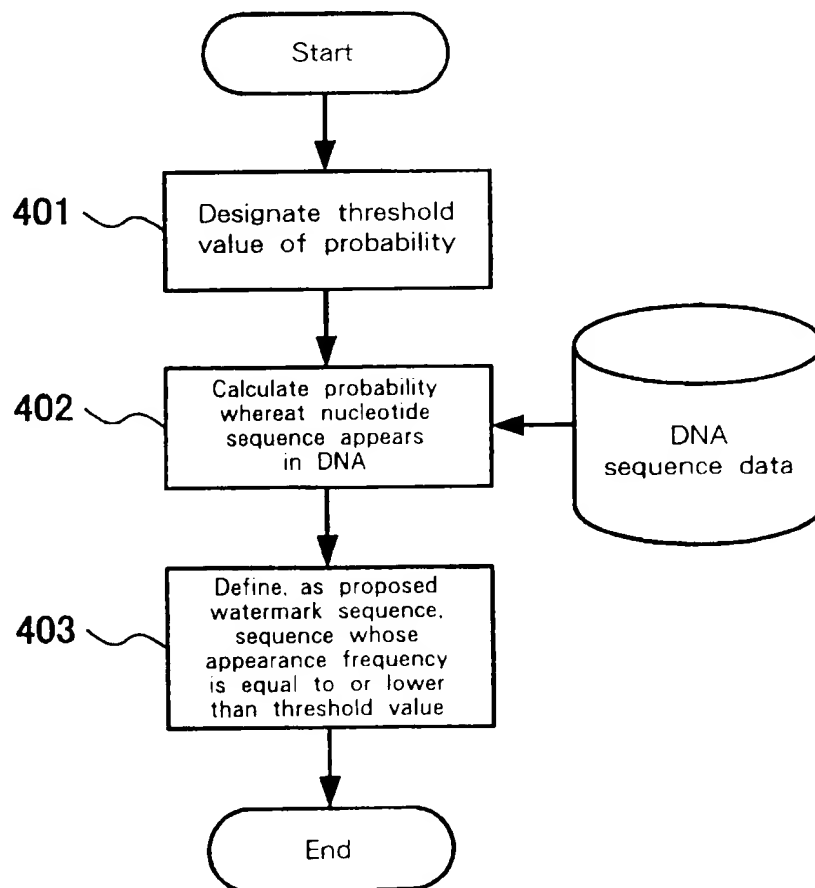 Start
401
Designate threshold
value of probability
402
Calculate probability
whereat nucleotide
sequence appears
in DNA
DNA
sequence data
403
Define, as proposed
watermark sequence,
sequence whose
appearance frequency
is equal to or lower
than threshold value
End